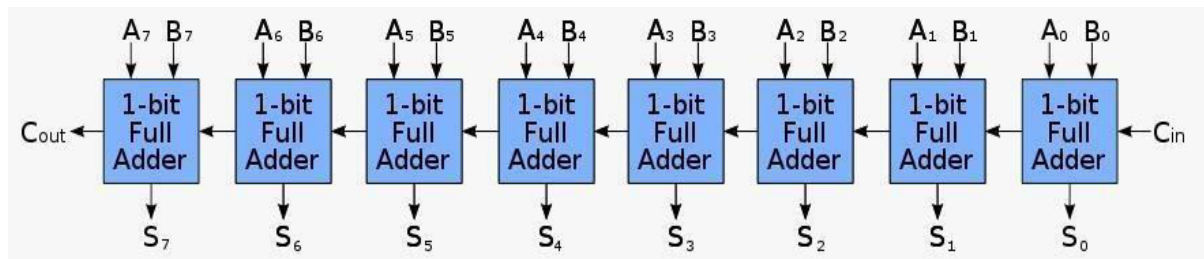 A₇ B₇ A₆ B₆ A₅ B₅ A₄ B₄ A₃ B₃ A₂ B₂ A₁ B₁ A₀ B₀
Cout
1-bit
Full
Adder
1-bit
Full
Adder
1-bit
Full
Adder
1-bit
Full
Adder
1-bit
Full
Adder
1-bit
Full
Adder
1-bit
Full
Adder
1-bit
Full
Adder
Cin
S₇ S₆ S₅ S₄ S₃ S₂ S₁ S₀